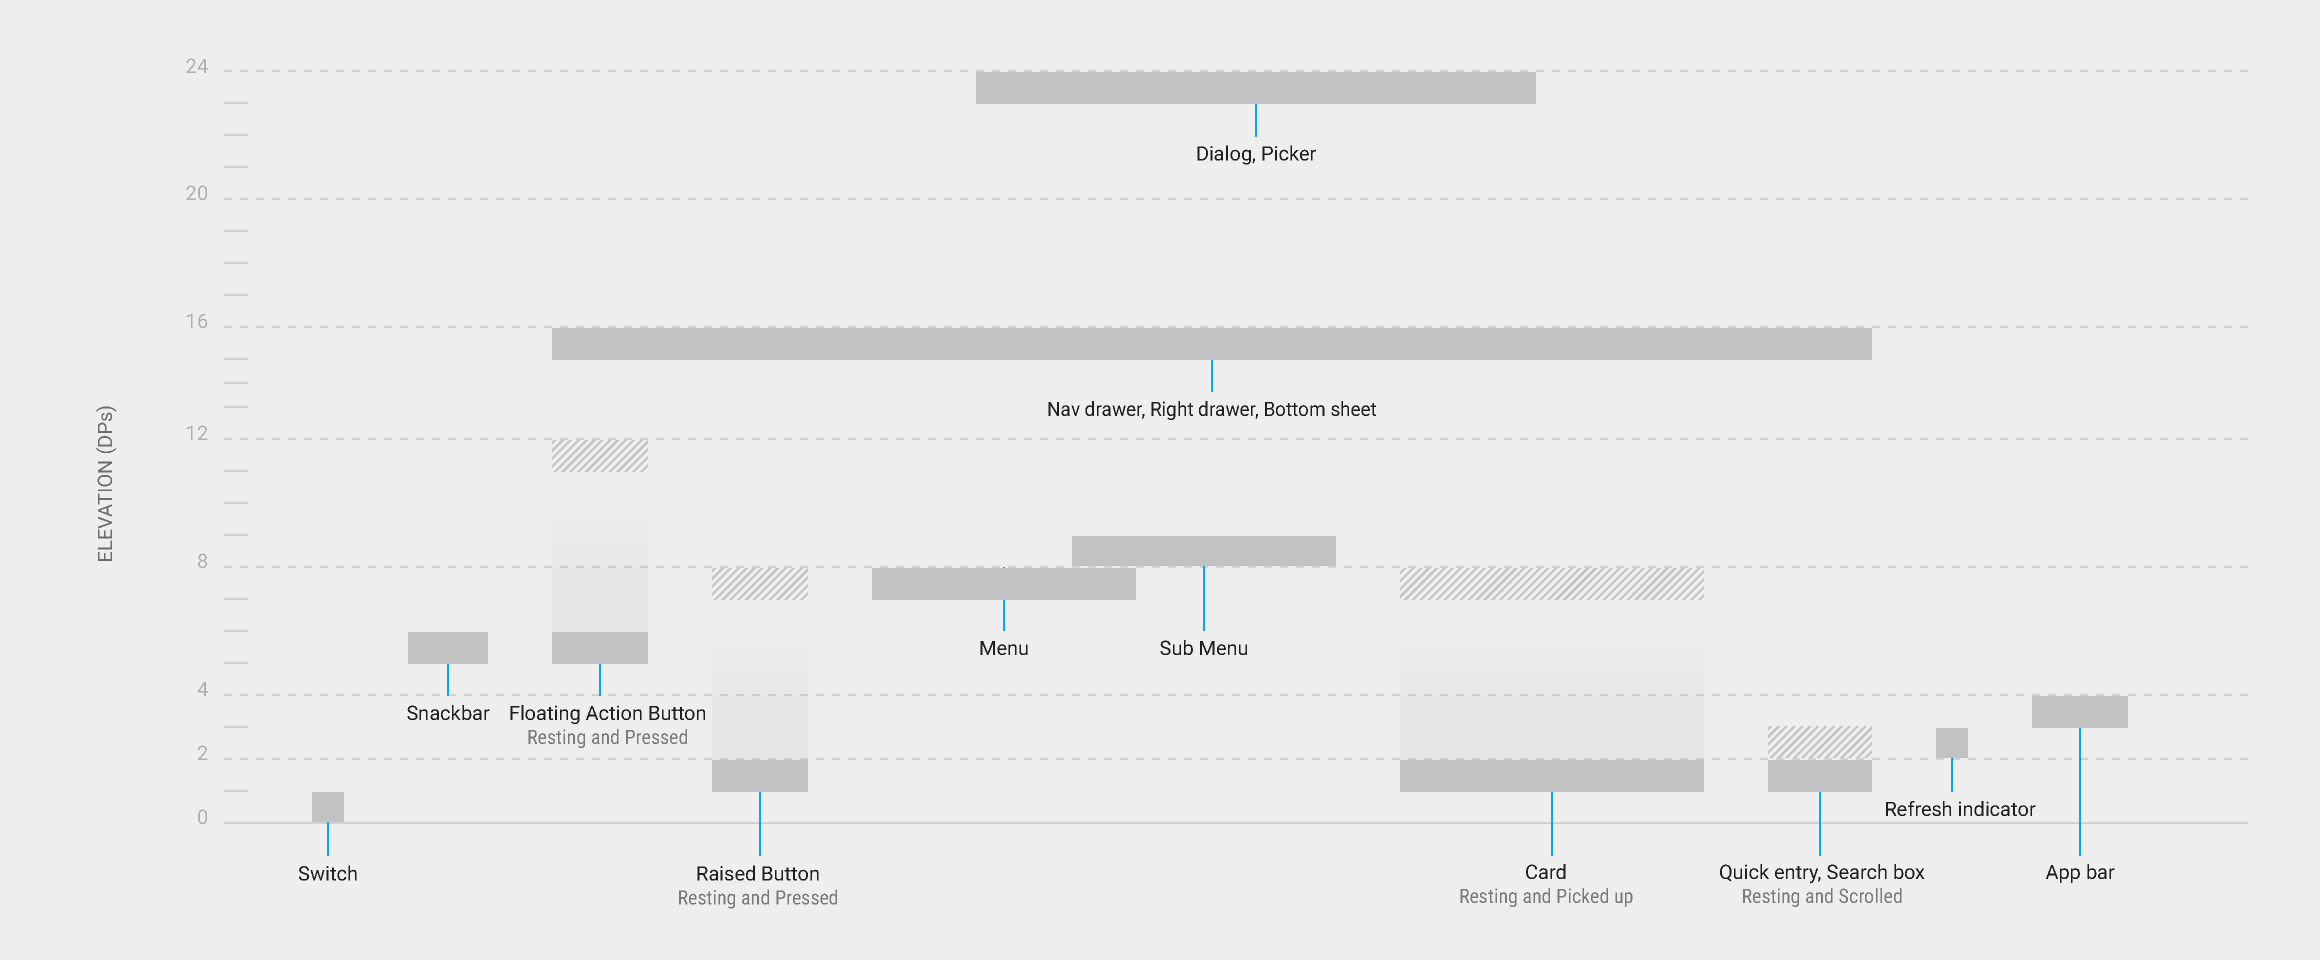 24
Dialog, Picker
20
16
Nav drawer, Right drawer, Bottom sheet
12
ELEVATION (DPs)
8
Menu
Sub Menu
4
Snackbar
Floating Action Button
Resting and Pressed
2
Refresh indicator
0
Switch
Raised Button
Resting and Pressed
Card
Resting and Picked up
Quick entry, Search box
Resting and Scrolled
App bar